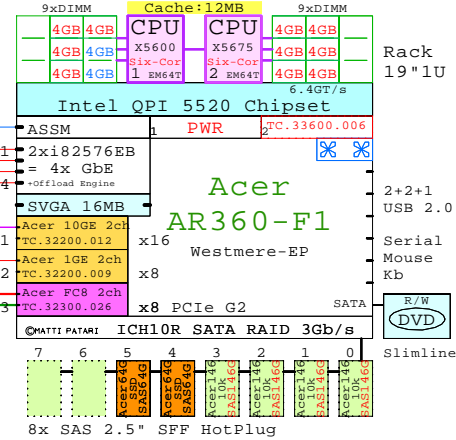 9xDIMM
Cache:12MB
9xDIMM
4GB 4GB
CPU
CPU
4GB 4GB
4GB 4GB
X5600
X5675
4GB 4GB
Six-Cor
Six-Cor
4GB 4GB
1 EM64T
2 EM64T
4GB 4GB
Rack
19"1U
6.4GT/s
Intel QPI 5520 Chipset
ASSM
1
PWR
2
TC.33600.006
1
2xi82576EB
= 4x GbE
4
+Offload Engine
SVGA 16MB
Acer
AR360-F1
Westmere-EP
2+2+1
USB 2.0
Serial
Mouse
Kb
Acer 10GE 2ch
1
TC.32200.012
x16
Acer 1GE 2ch
2
TC.32200.009
x8
Acer FC8 2ch
3
TC.32300.026
x8 PCIe G2
SATA
R/W
DVD
©MATTI PATARI
ICH10R SATA RAID 3Gb/s
Slimline
7 6 5 4 3 2 1 0
Acer64G
SSD
SAS64G
Acer64G
SSD
SAS64G
Acer146
10k
SAS146G
Acer146
10k
SAS146G
Acer146
10k
SAS146G
Acer146
10k
SAS146G
8x SAS 2.5" SFF HotPlug